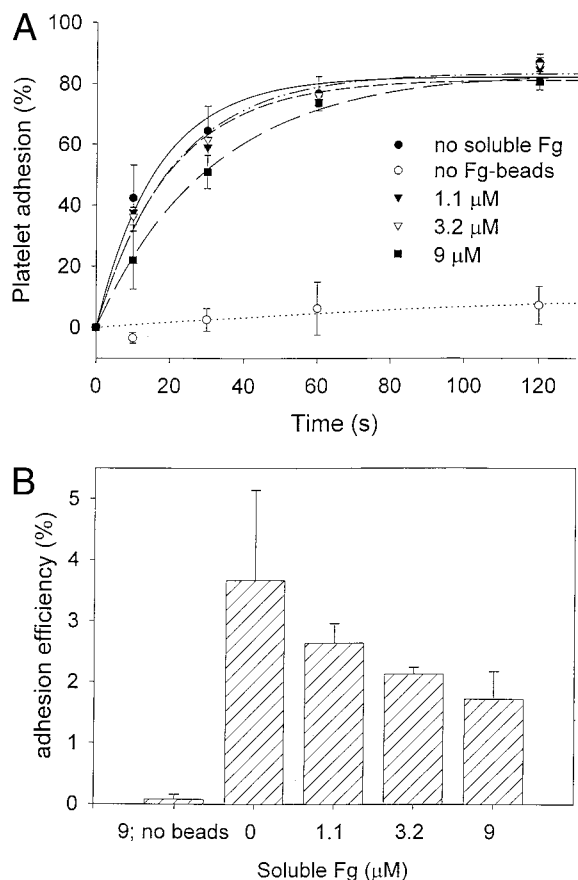 A
100
80
60
40
20
0
Platelet adhesion (%)
no soluble Fg
no Fg-beads
1.1 μM
3.2 μM
9 μM
0 20 40 60 80 100 120
Time (s)
B
5
4
3
2
1
0
adhesion efficiency (%)
9; no beads 0 1.1 3.2 9
Soluble Fg (μM)